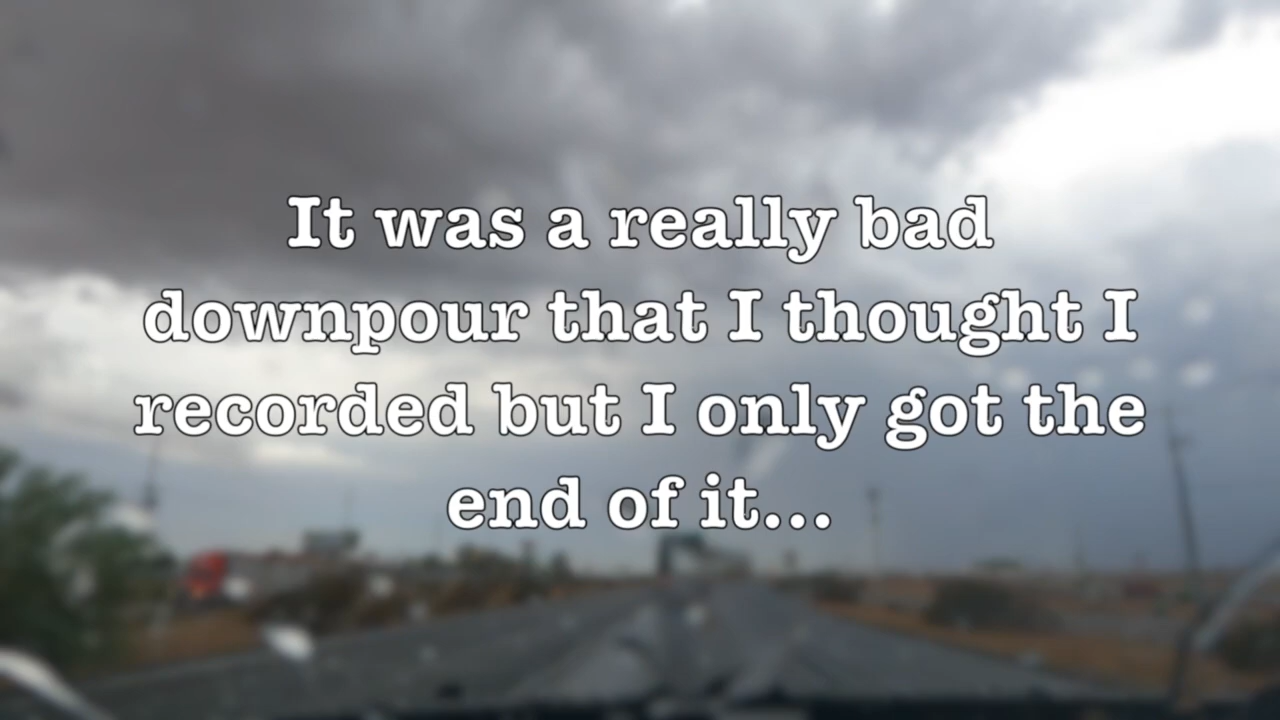 It was a really bad
downpour that I thought I
recorded but I only got the
end of it...